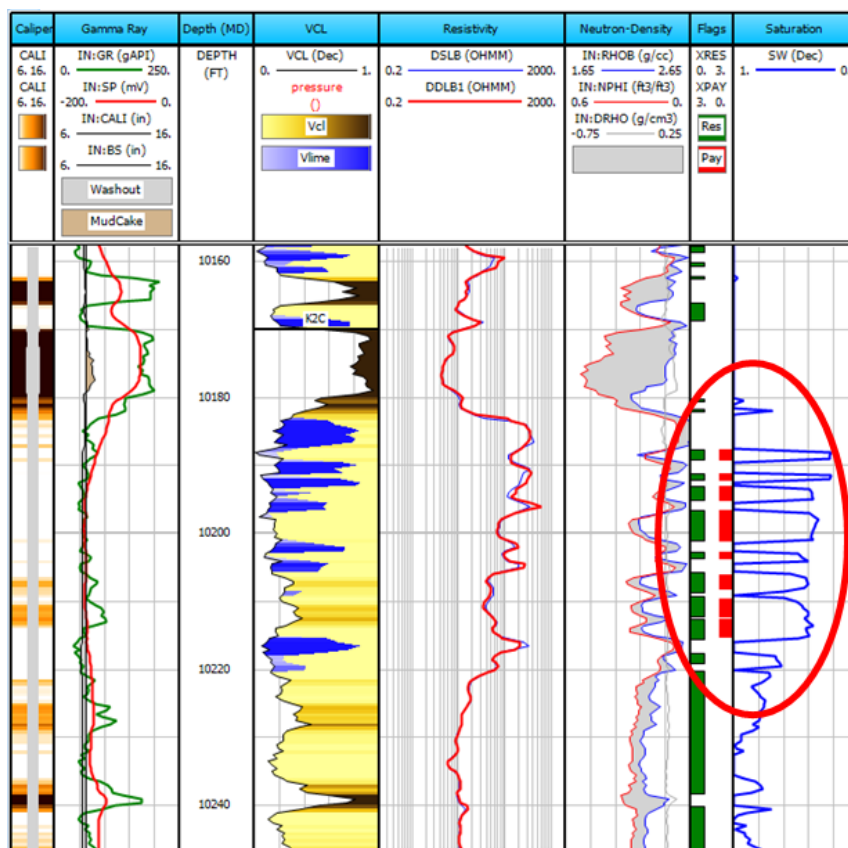 Caliper Gamma Ray Depth (MD) VCL Resistivity Neutron-Density Flags Saturation
CALI
6. 16.
CALI
6. 16.
IN:GR (gAPI)
0. 250.
IN:SP (mV)
-200. 0.
IN:CALI (in)
6. 16.
IN:BS (in)
6. 16.
Washout
MudCake
DEPTH
(FT)
VCL (Dec)
0. 1.
pressure
()
Vcl
Vlime
DSLB (OHMM)
0.2 2000.
DDLB1 (OHMM)
0.2 2000.
IN:RHOB (g/cc)
1.65 2.65
IN:NPHI (ft3/ft3)
0.6 0.
IN:DRHO (g/cm3)
-0.75 0.25
XRES
0. 3.
XPAY
3. 0.
Res
Pay
SW (Dec)
1. 0.
10160
K2C
10180
10200
10220
10240